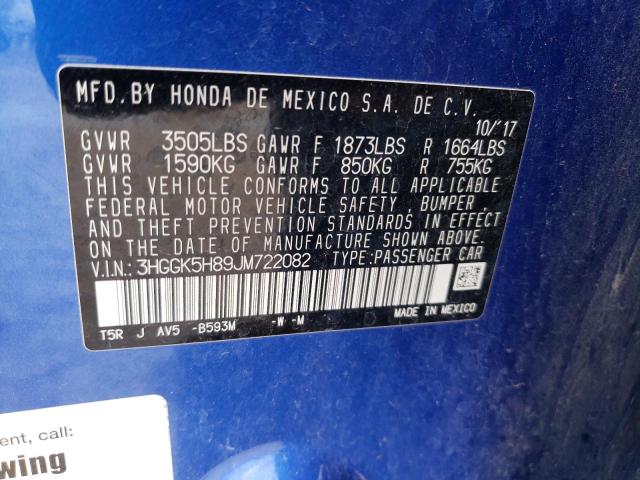 MFD. BY HONDA DE MEXICO S.A. DE C.V.
10/'17
GVWR 3505LBS GAWR F 1873LBS R 1664LBS
GVWR 1590KG GAWR F 850KG R 755KG
THIS VEHICLE CONFORMS TO ALL APPLICABLE
FEDERAL MOTOR VEHICLE SAFETY, BUMPER,
AND THEFT PREVENTION STANDARDS IN EFFECT
ON THE DATE OF MANUFACTURE SHOWN ABOVE.
V.I.N.: 3HGGK5H89JM722082 TYPE:PASSENGER CAR
T5R J AV5 -B593M -W -M MADE IN MEXICO
ent, call:
wing